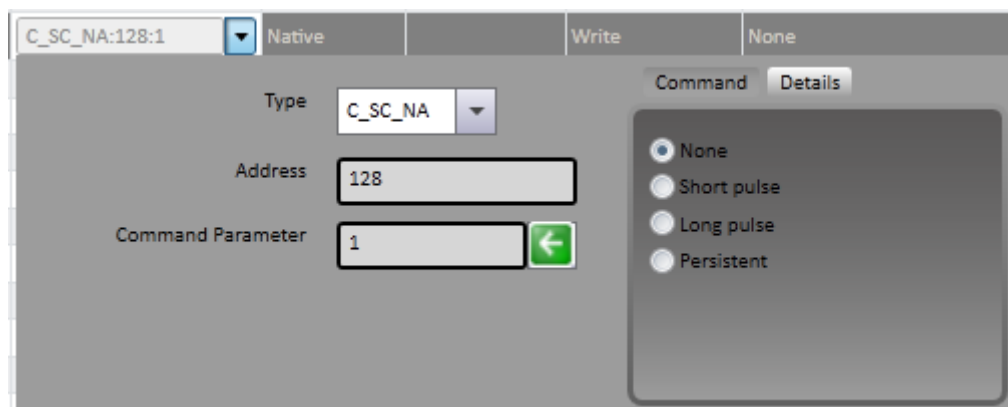 C_SC_NA:128:1 Native Write None
Command Details
Type C_SC_NA
Address 128
Command Parameter 1
None
Short pulse
Long pulse
Persistent